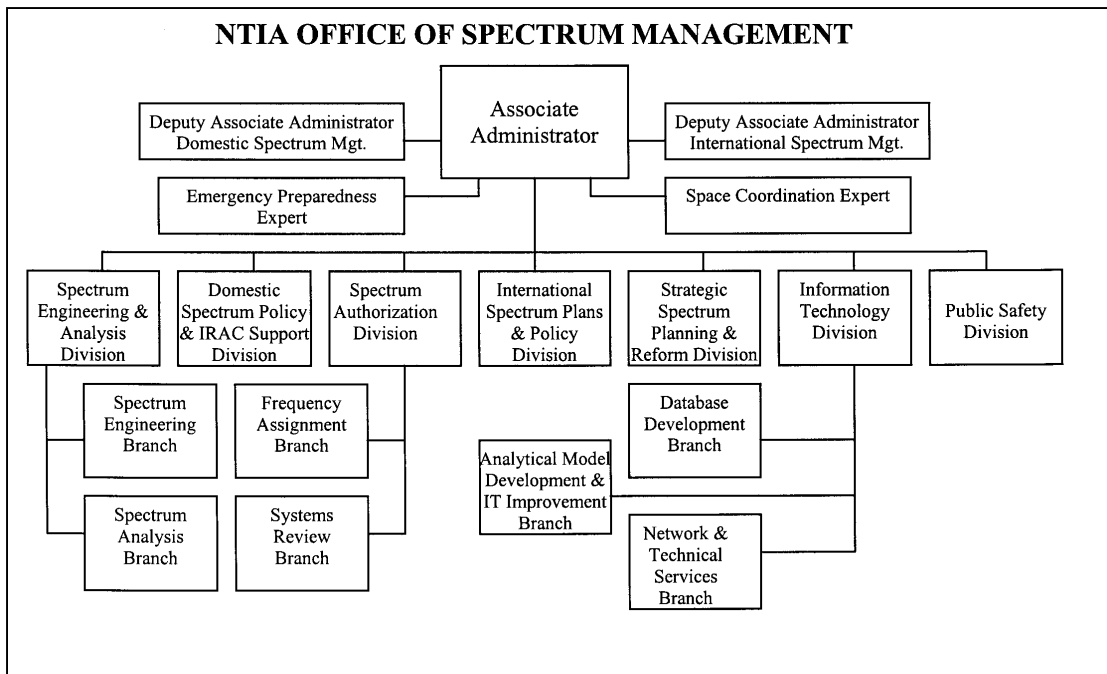 NTIA OFFICE OF SPECTRUM MANAGEMENT
Associate
Administrator
Deputy Associate Administrator
Domestic Spectrum Mgt.
Deputy Associate Administrator
International Spectrum Mgt.
Emergency Preparedness
Expert
Space Coordination Expert
Spectrum
Engineering &
Analysis
Division
Domestic
Spectrum Policy
& IRAC Support
Division
Spectrum
Authorization
Division
International
Spectrum Plans
& Policy
Division
Strategic
Spectrum
Planning &
Reform Division
Information
Technology
Division
Public Safety
Division
Spectrum
Engineering
Branch
Frequency
Assignment
Branch
Database
Development
Branch
Analytical Model
Development &
IT Improvement
Branch
Spectrum
Analysis
Branch
Systems
Review
Branch
Network &
Technical
Services
Branch